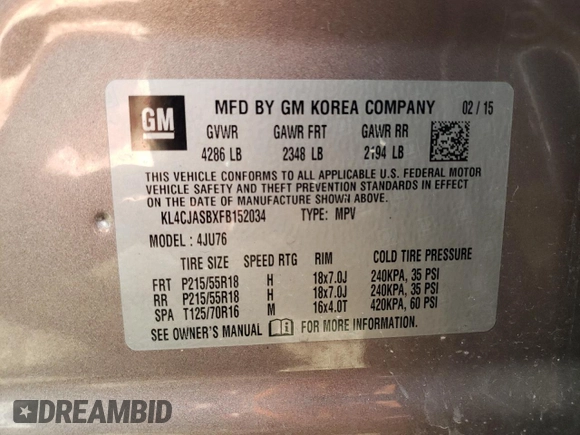 GM
MFD BY GM KOREA COMPANY 02 / 15
GVWR GAWR FRT GAWR RR
4286 LB 2348 LB 2194 LB
THIS VEHICLE CONFORMS TO ALL APPLICABLE U.S. FEDERAL MOTOR
VEHICLE SAFETY AND THEFT PREVENTION STANDARDS IN EFFECT
ON THE DATE OF MANUFACTURE SHOWN ABOVE.
KL4CJASBXFB152034 TYPE: MPV
MODEL : 4JU76
TIRE SIZE SPEED RTG RIM COLD TIRE PRESSURE
FRT P215/55R18 H 18x7.0J 240KPA, 35 PSI
RR P215/55R18 H 18x7.0J 240KPA, 35 PSI
SPA T125/70R16 M 16x4.0T 420KPA, 60 PSI
SEE OWNER'S MANUAL FOR MORE INFORMATION.
DREAMBID